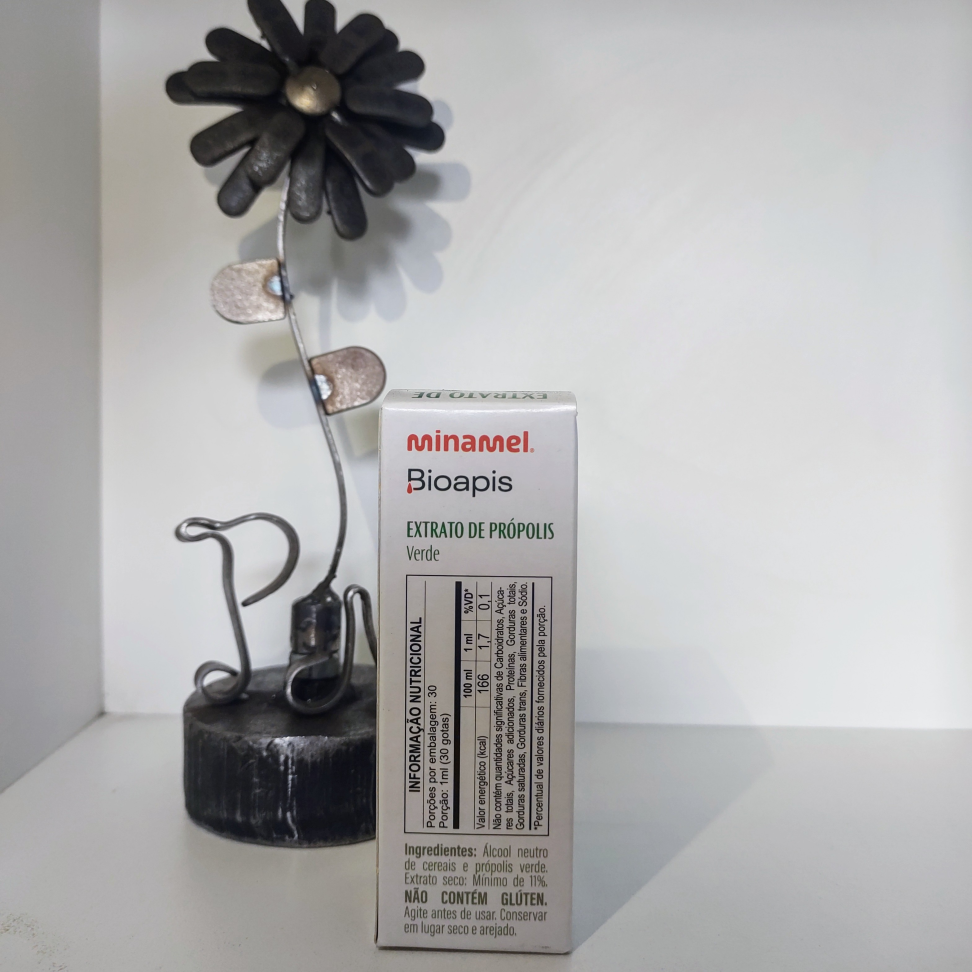 EXTRATO DE
minamel®
Bioapis
EXTRATO DE PRÓPOLIS
Verde
INFORMAÇÃO NUTRICIONAL
Porções por embalagem: 30
Porção: 1ml (30 gotas)
100 ml 1 ml %VD*
Valor energético (kcal) 166 1,7 0,1
Não contém quantidades significativas de Carboidratos, Açúca-
res totais, Açúcares adicionados, Proteínas, Gorduras totais,
Gorduras saturadas, Gorduras trans, Fibras alimentares e Sódio.
*Percentual de valores diários fornecidos pela porção.
Ingredientes: Álcool neutro
de cereais e própolis verde.
Extrato seco: Mínimo de 11%.
NÃO CONTÉM GLÚTEN.
Agite antes de usar. Conservar
em lugar seco e arejado.